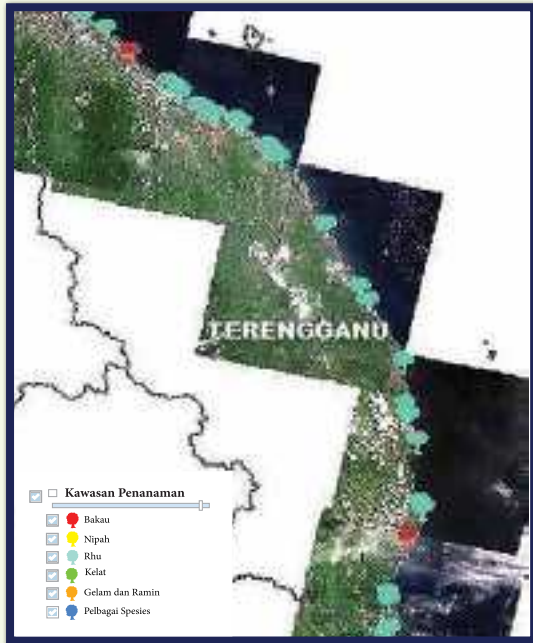 TERENGGANU
Kawasan Penanaman
Bakau
Nipah
Rhu
Kelat
Gelam dan Ramin
Pelbagai Spesies